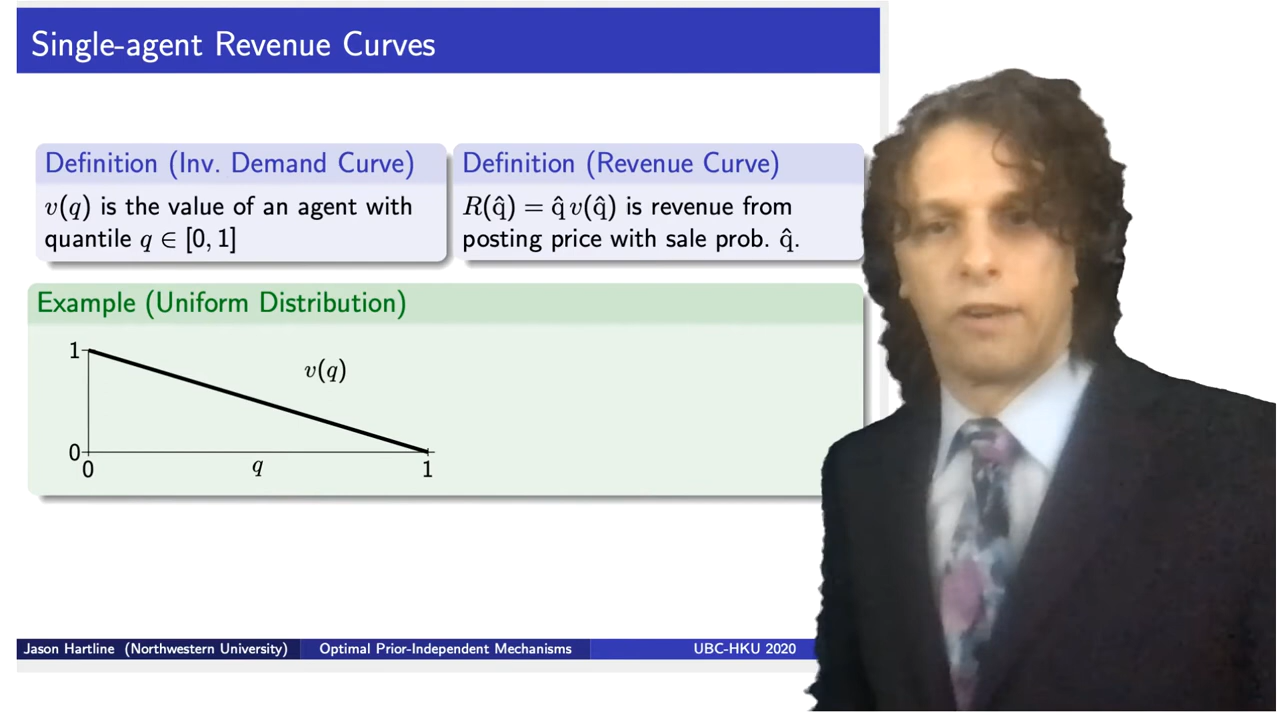 Single-agent Revenue Curves
Definition (Inv. Demand Curve)
v(q) is the value of an agent with
quantile q ∈ [0, 1]
Definition (Revenue Curve)
R(q̂) = q̂ v(q̂) is revenue from
posting price with sale prob. q̂.
Example (Uniform Distribution)
1
v(q)
0
0
q
1
Jason Hartline (Northwestern University)
Optimal Prior-Independent Mechanisms
UBC-HKU 2020